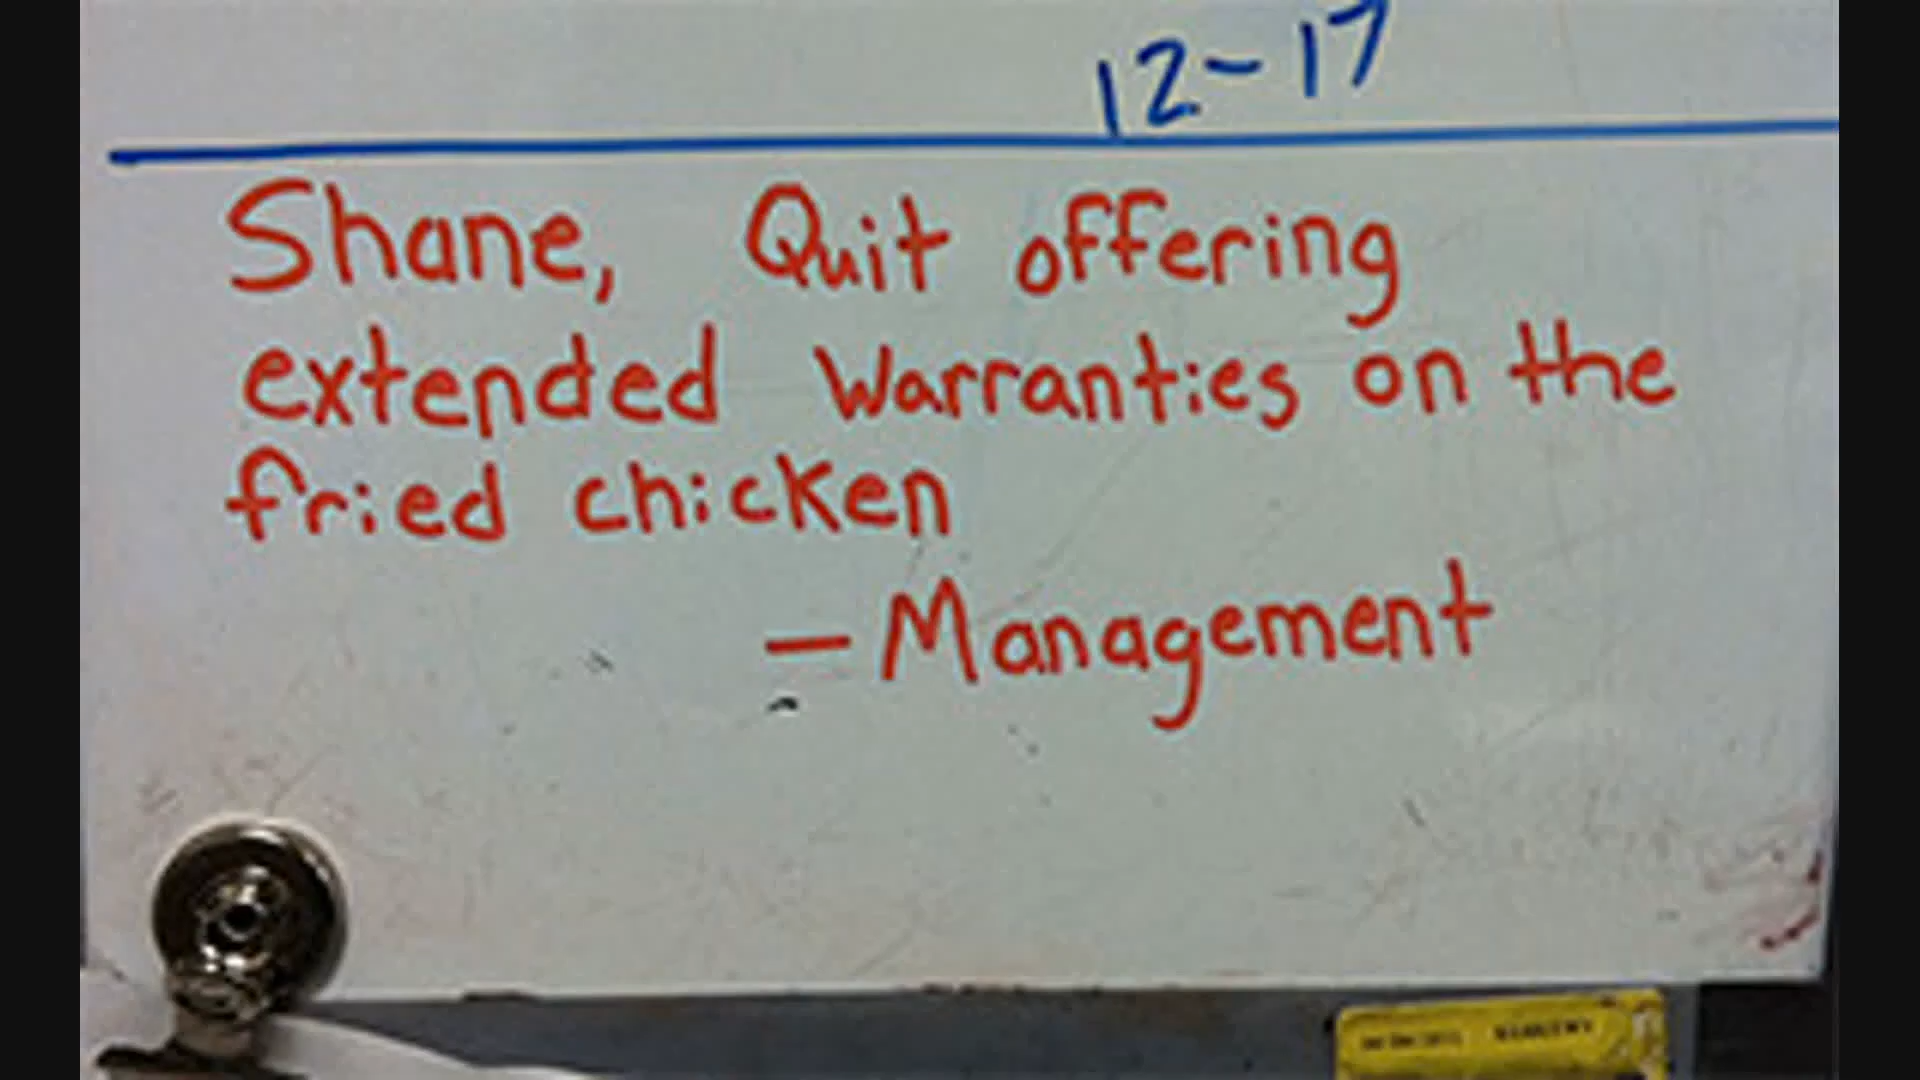 12-17
Shane, Quit offering
extended warranties on the
fried chicken
- Management